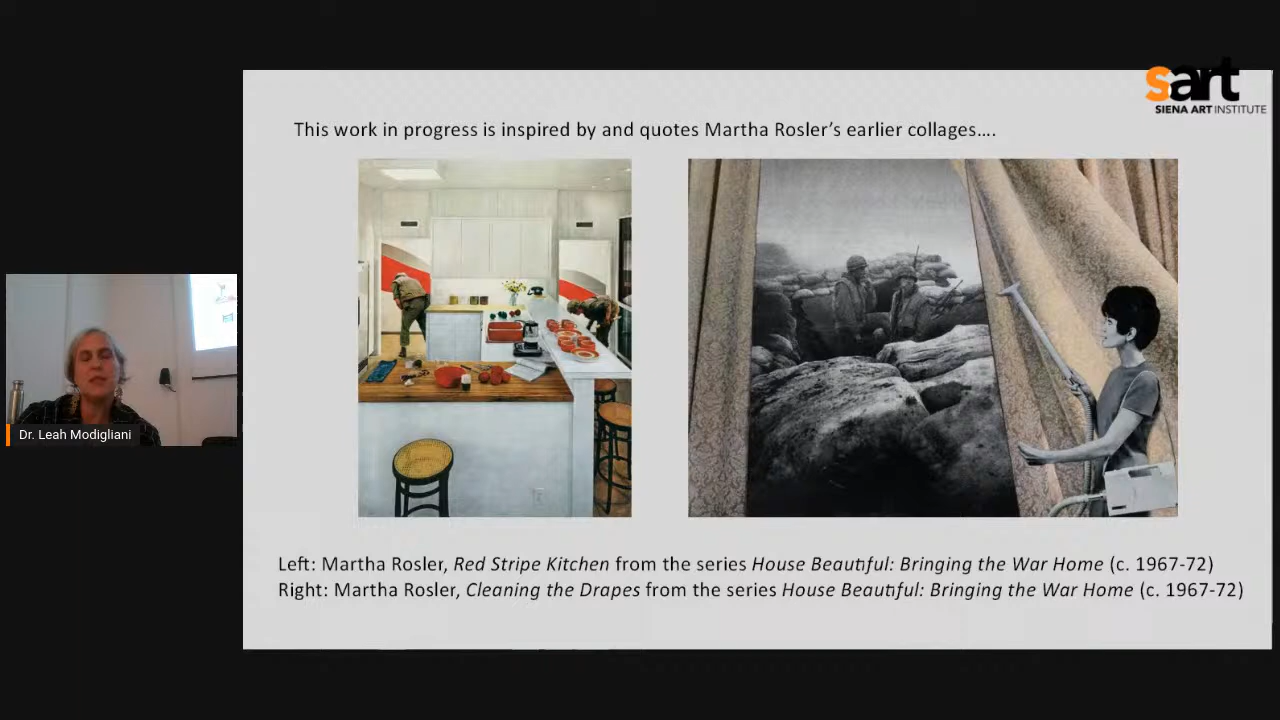 sart
SIENA ART INSTITUTE
This work in progress is inspired by and quotes Martha Rosler’s earlier collages….
Dr. Leah Modigliani
Left: Martha Rosler, Red Stripe Kitchen from the series House Beautiful: Bringing the War Home (c. 1967-72)
Right: Martha Rosler, Cleaning the Drapes from the series House Beautiful: Bringing the War Home (c. 1967-72)